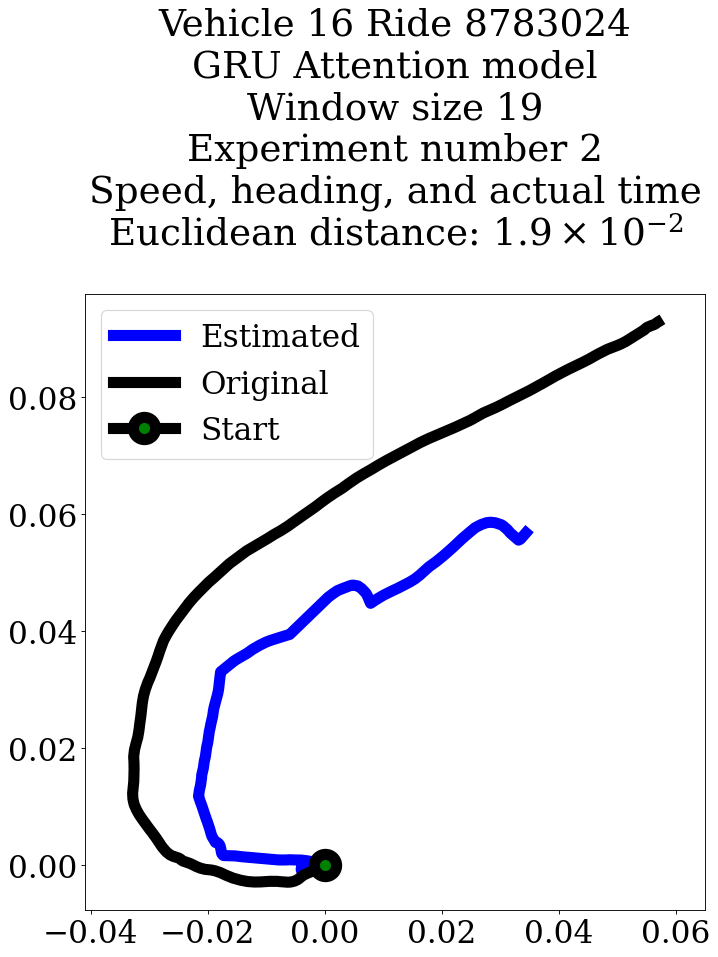 Vehicle 16 Ride 8783024
GRU Attention model
Window size 19
Experiment number 2
Speed, heading, and actual time
Euclidean distance: 1.9 × 10⁻²
Estimated
Original
Start
0.08
0.06
0.04
0.02
0.00
−0.04 −0.02 0.00 0.02 0.04 0.06